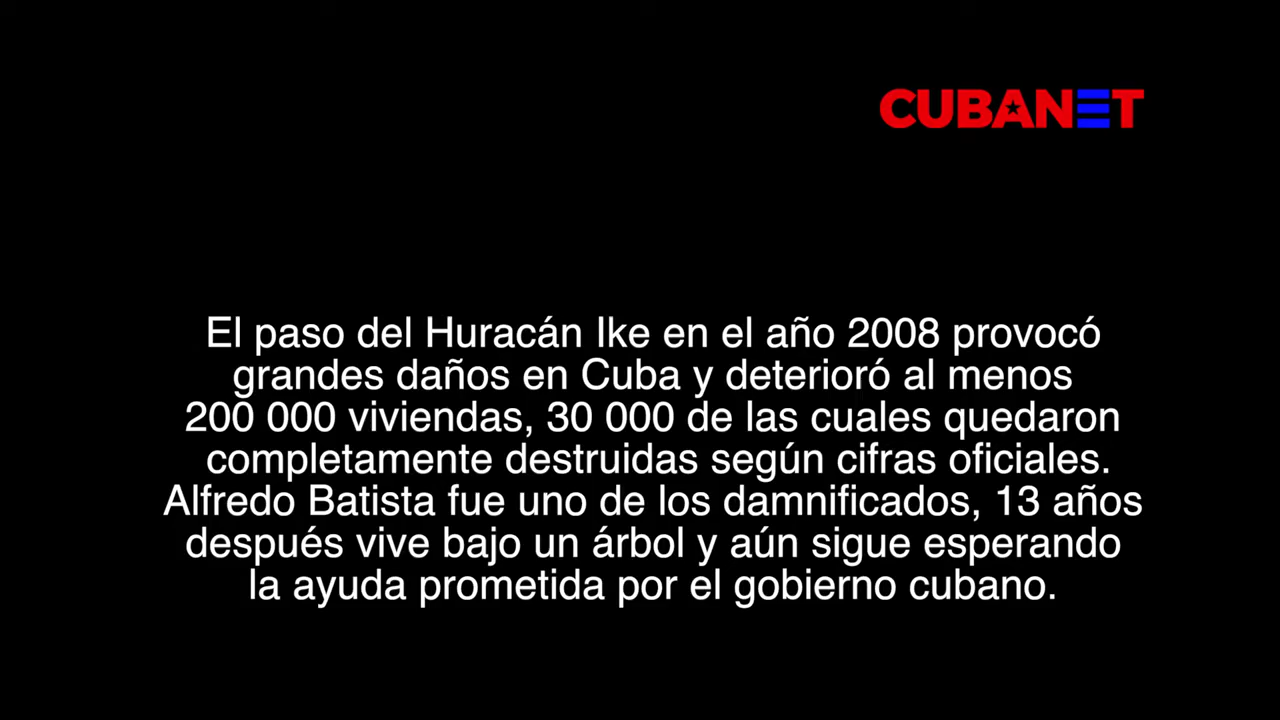 CUBANET
El paso del Huracán Ike en el año 2008 provocó
grandes daños en Cuba y deterioró al menos
200 000 viviendas, 30 000 de las cuales quedaron
completamente destruidas según cifras oficiales.
Alfredo Batista fue uno de los damnificados, 13 años
después vive bajo un árbol y aún sigue esperando
la ayuda prometida por el gobierno cubano.